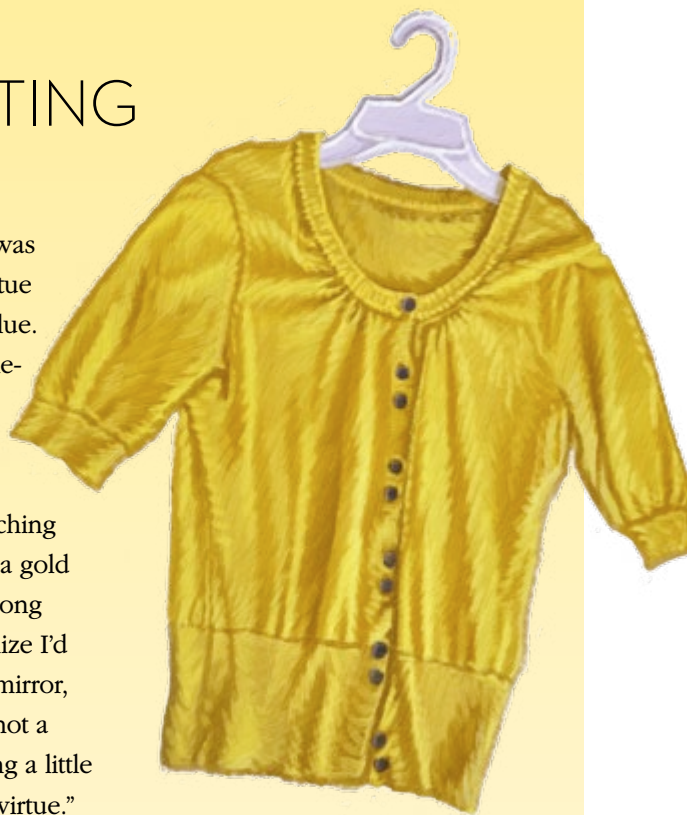 TING
was
tue
lue.
e-
ching
a gold
ong
ize I’d
mirror,
not a
ng a little
virtue.”